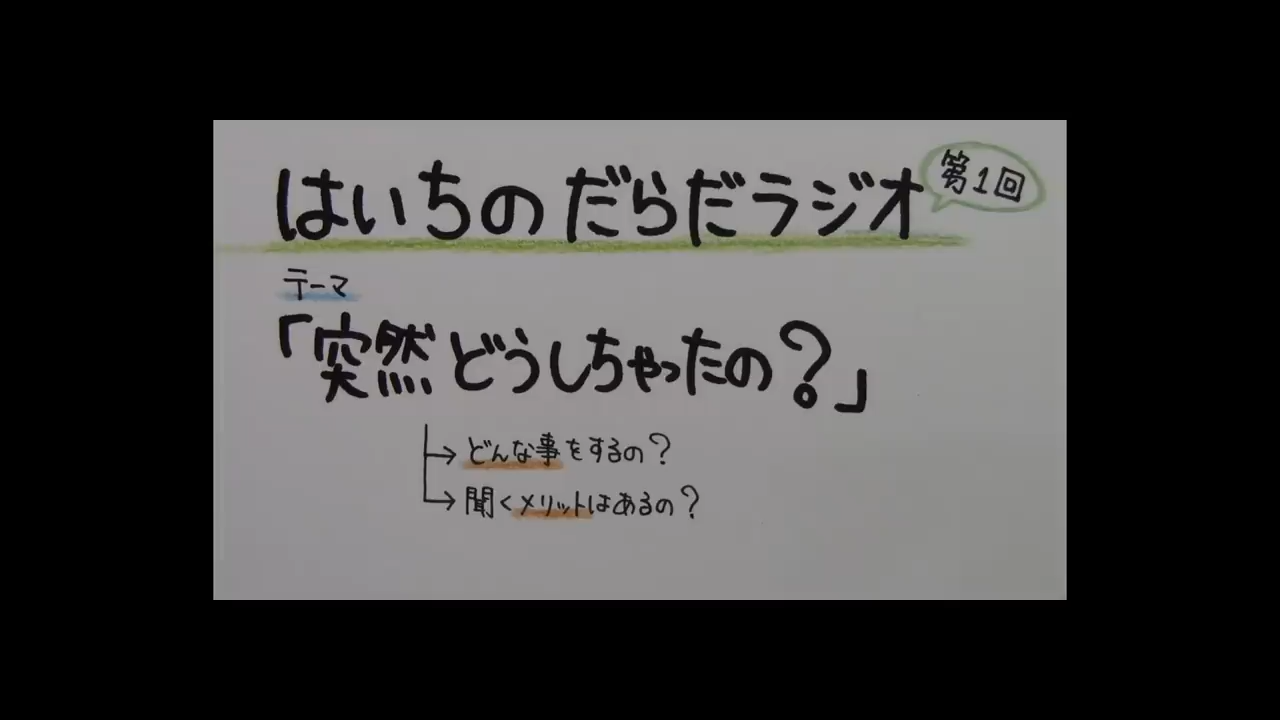 はいちのだらだラジオ 第1回
テーマ
「突然どうしちゃったの?」
どんな事をするの?
聞くメリットはあるの?